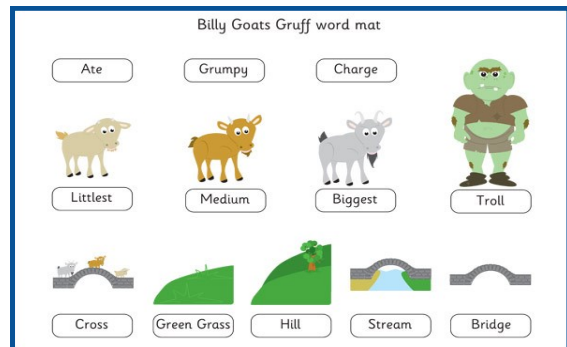 Billy Goats Gruff word mat
Ate
Grumpy
Charge
Littlest
Medium
Biggest
Troll
Cross
Green Grass
Hill
Stream
Bridge